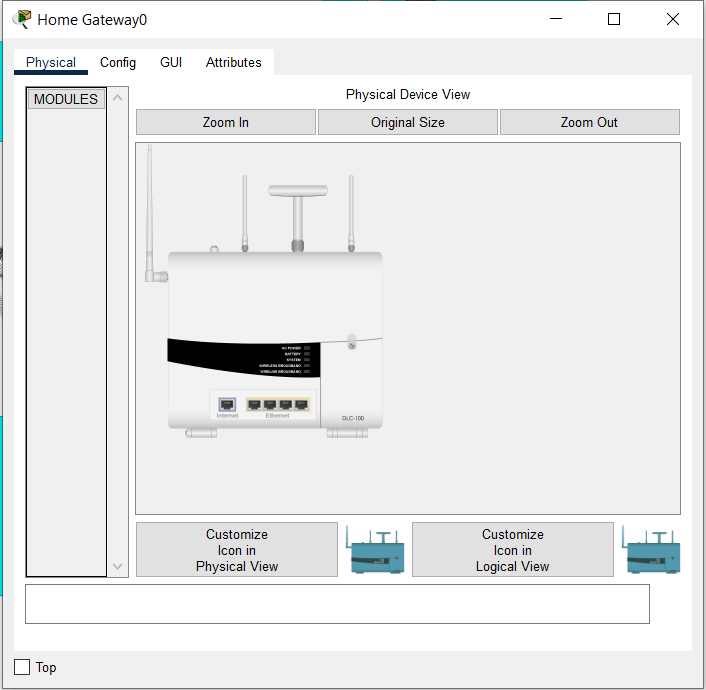 Home Gateway0
Physical Config GUI Attributes
MODULES
Physical Device View
Zoom In Original Size Zoom Out
AC POWER
BATTERY
SYSTEM
WIRELESS BROADBAND
WIRELINE BROADBAND
Internet Ethernet
DLC-100
Customize
Icon in
Physical View
Customize
Icon in
Logical View
Top